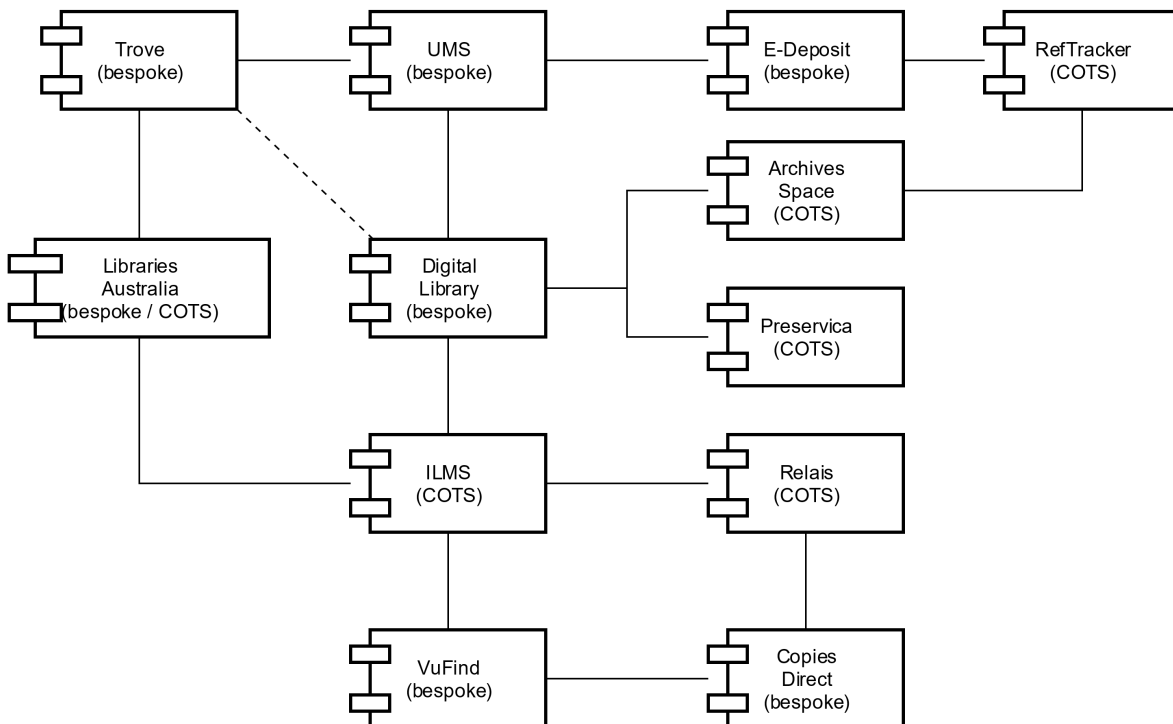 Trove
(bespoke)
UMS
(bespoke)
E-Deposit
(bespoke)
RefTracker
(COTS)
Archives
Space
(COTS)
Libraries
Australia
(bespoke / COTS)
Digital
Library
(bespoke)
Preservica
(COTS)
ILMS
(COTS)
Relais
(COTS)
VuFind
(bespoke)
Copies
Direct
(bespoke)